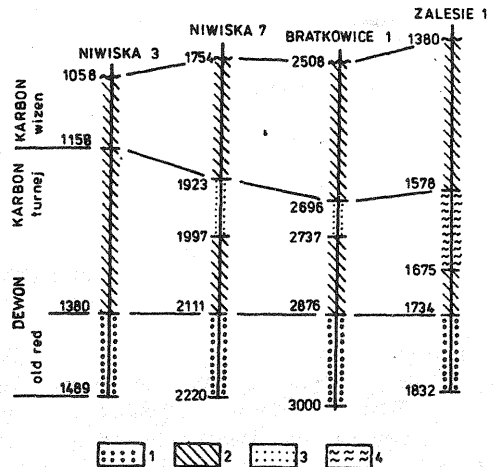 NIWISKA 3
NIWISKA 7
BRATKOWICE 1
ZALESIE 1
KARBON
wizen
KARBON
turnej
DEWON
old red
1058
1158
1380
1489
1754
1923
1997
2111
2220
2508
2696
2737
2876
3000
1380
1578
1675
1734
1832
1
2
3
4